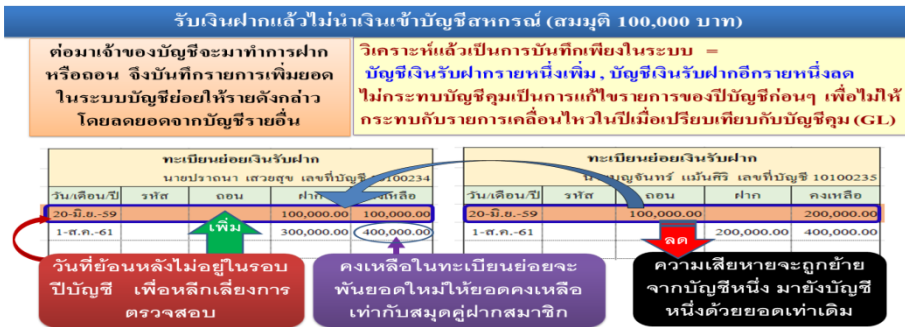 รับเงินฝากแล้วไม่นำเงินเข้าบัญชีสหกรณ์ (สมมุติ 100,000 บาท)
ต่อมาเจ้าของบัญชีจะมาทำการฝาก
หรือถอน จึงบันทึกรายการเพิ่มยอด
ในระบบบัญชีย่อยให้รายดังกล่าว
โดยลดยอดจากบัญชีรายอื่น
วิเคราะห์แล้วเป็นการบันทึกเพียงในระบบ =
บัญชีเงินรับฝากรายหนึ่งเพิ่ม , บัญชีเงินรับฝากอีกรายหนึ่งลด
ไม่กระทบบัญชีคุมเป็นการแก้ไขรายการของปีบัญชีก่อนๆ เพื่อไม่ให้
กระทบกับรายการเคลื่อนไหวในปีเมื่อเปรียบเทียบกับบัญชีคุม (GL)
ทะเบียนย่อยเงินรับฝาก
นายปราถนา เสวยสุข เลขที่บัญชี 10100234
วัน/เดือน/ปี รหัส ถอน ฝาก คงเหลือ
20-มิ.ย.-59 100,000.00 100,000.00
1-ส.ค.-61 300,000.00 400,000.00
เพิ่ม
ทะเบียนย่อยเงินรับฝาก
บุญจันทร์ แม้นศิริ เลขที่บัญชี 10100235
วัน/เดือน/ปี รหัส ถอน ฝาก คงเหลือ
20-มิ.ย.-59 100,000.00 200,000.00
1-ส.ค.-61 200,000.00 400,000.00
ลด
วันที่ย้อนหลังไม่อยู่ในรอบ
ปีบัญชี เพื่อหลีกเลี่ยงการ
ตรวจสอบ
คงเหลือในทะเบียนย่อยจะ
พันยอดใหม่ให้ยอดคงเหลือ
เท่ากับสมุดคู่ฝากสมาชิก
ความเสียหายจะถูกย้าย
จากบัญชีหนึ่ง มายังบัญชี
หนึ่งด้วยยอดเท่าเดิม